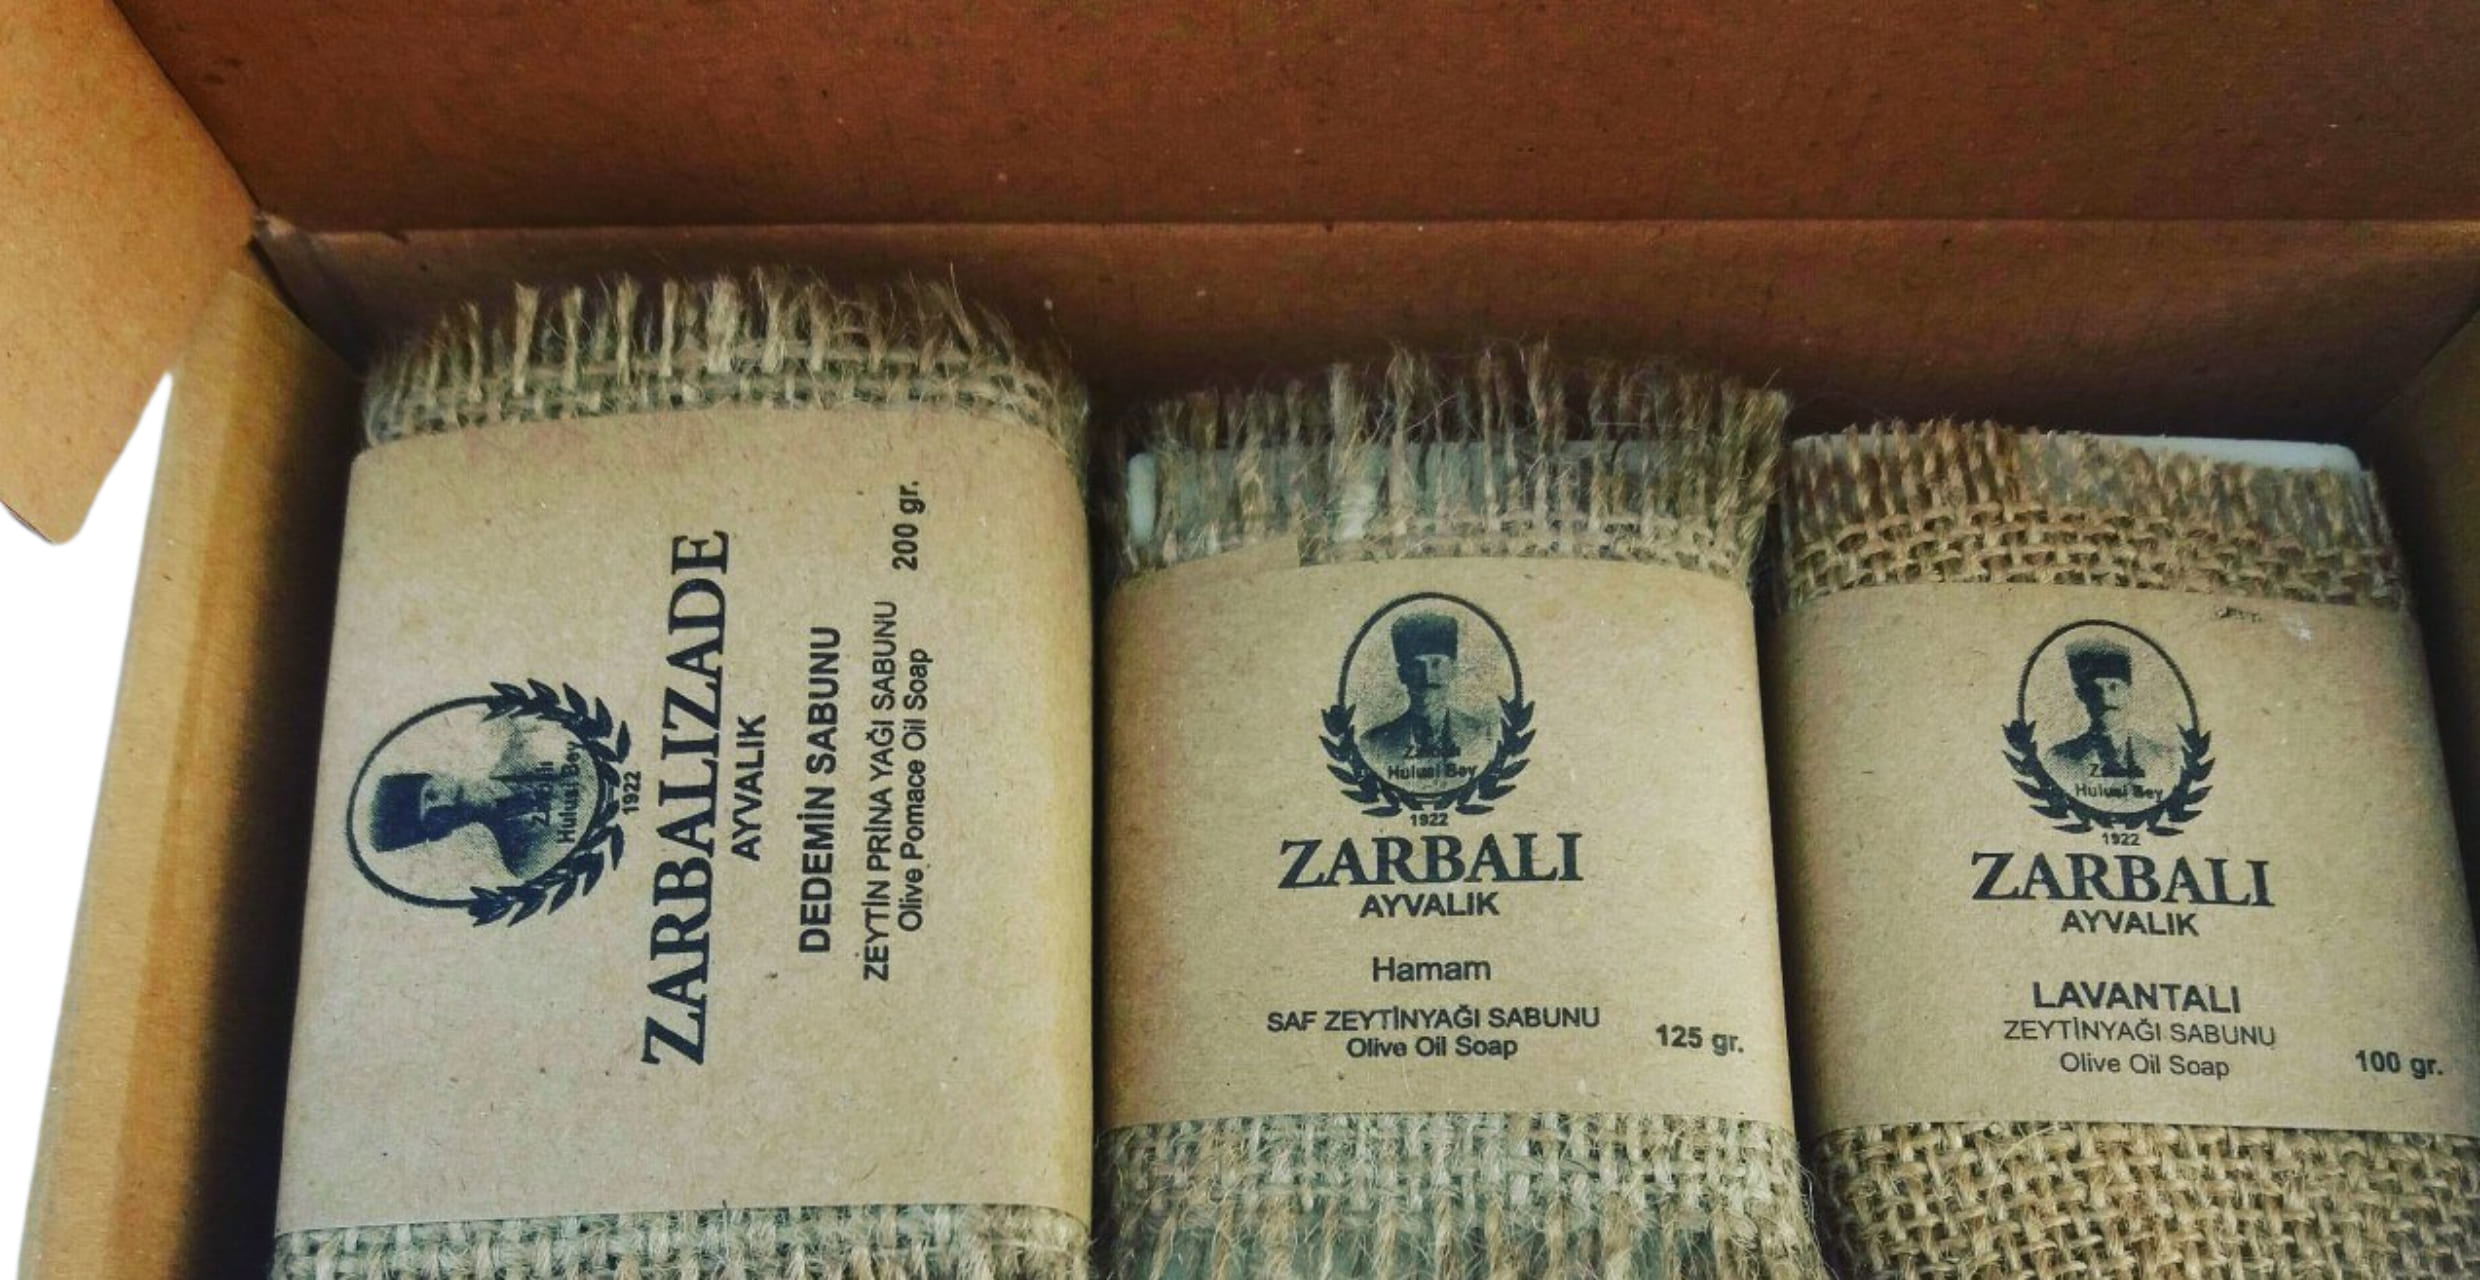 Hulusi Bey
1922
ZARBALIZADE
AYVALIK
DEDEMİN SABUNU
ZEYTİN PRİNA YAĞI SABUNU
Olive Pomace Oil Soap
200 gr.
Hulusi Bey
1922
ZARBALI
AYVALIK
Hamam
SAF ZEYTİNYAĞI SABUNU
Olive Oil Soap
125 gr.
Hulusi Bey
1922
ZARBALI
AYVALIK
LAVANTALI
ZEYTİNYAĞI SABUNU
Olive Oil Soap
100 gr.